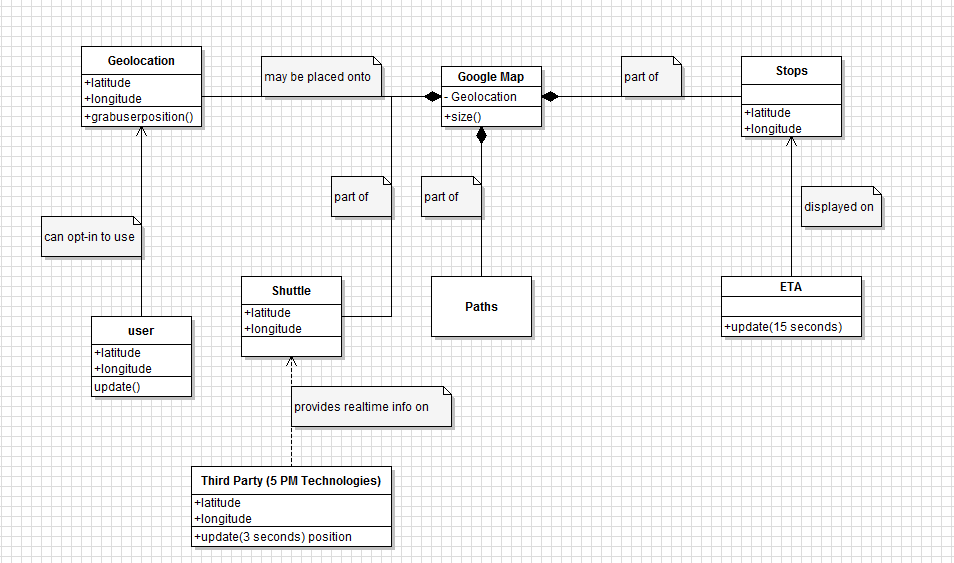 Geolocation
+latitude
+longitude
+grabuserposition()
may be placed onto
Google Map
- Geolocation
+size()
part of
Stops
+latitude
+longitude
can opt-in to use
part of
part of
displayed on
user
+latitude
+longitude
update()
Shuttle
+latitude
+longitude
Paths
ETA
+update(15 seconds)
provides realtime info on
Third Party (5 PM Technologies)
+latitude
+longitude
+update(3 seconds) position